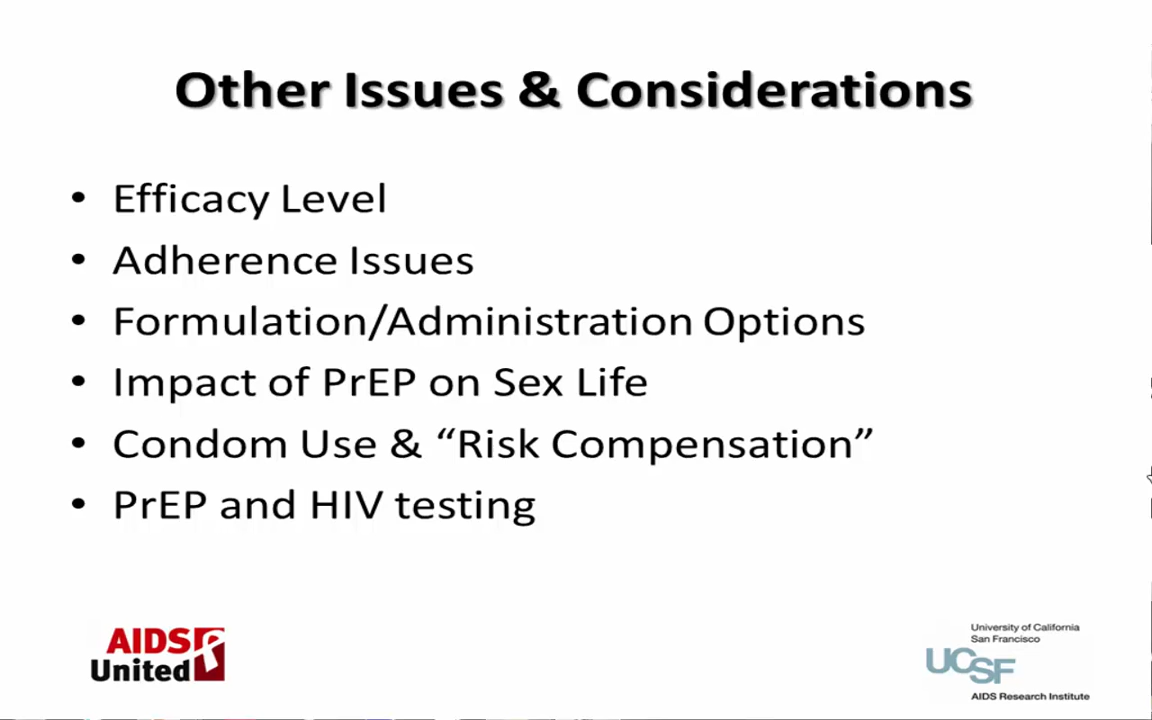 Other Issues & Considerations
• Efficacy Level
• Adherence Issues
• Formulation/Administration Options
• Impact of PrEP on Sex Life
• Condom Use & “Risk Compensation”
• PrEP and HIV testing
AIDS
United
University of California
San Francisco
UCSF
AIDS Research Institute